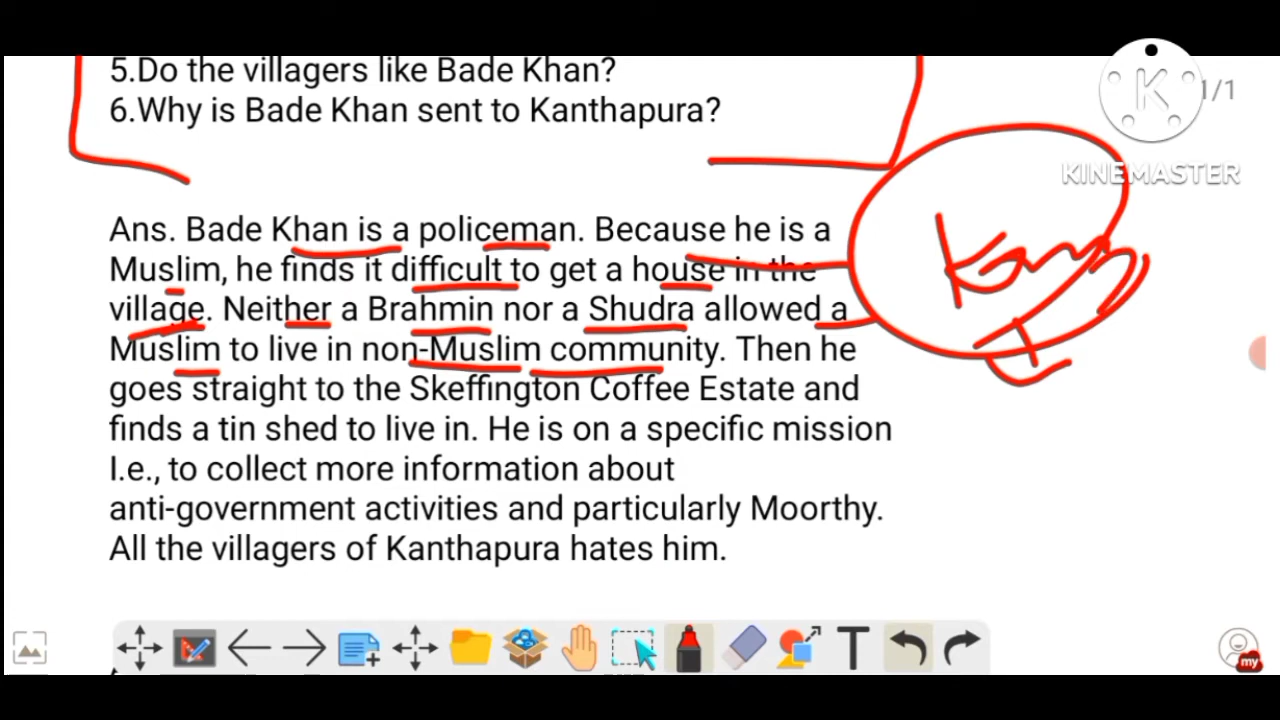 5.Do the villagers like Bade Khan?
6.Why is Bade Khan sent to Kanthapura?
1/1
KINEMASTER
Ans. Bade Khan is a policeman. Because he is a
Muslim, he finds it difficult to get a house in the
village. Neither a Brahmin nor a Shudra allowed a
Muslim to live in non-Muslim community. Then he
goes straight to the Skeffington Coffee Estate and
finds a tin shed to live in. He is on a specific mission
I.e., to collect more information about
anti-government activities and particularly Moorthy.
All the villagers of Kanthapura hates him.
T
my